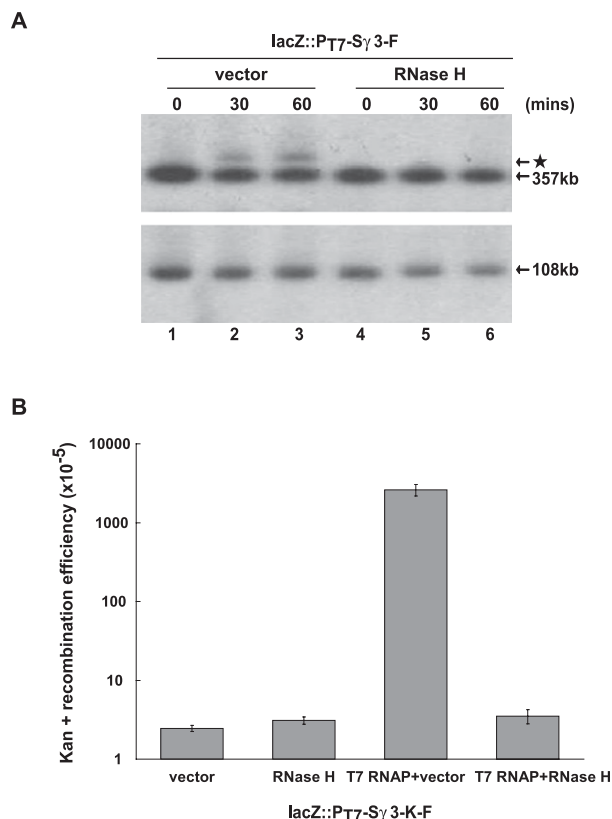 A
lacZ::PT7-Sγ3-F
vector RNase H
0 30 60 0 30 60 (mins)
←★
←357kb
←108kb
1 2 3 4 5 6
B
Kan + recombination efficiency (x10-5)
10000
1000
100
10
1
vector RNase H T7 RNAP+vector T7 RNAP+RNase H
lacZ::PT7-Sγ3-K-F